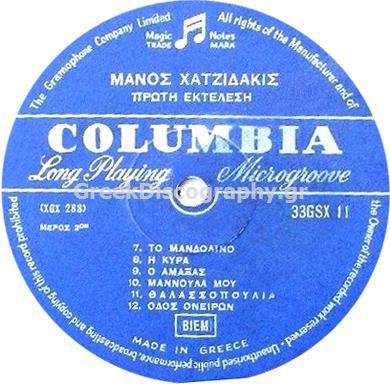 The Gramophone Company Limited
Magic Notes
TRADE MARK
All rights of the Manufacturer and of
ΜΑΝΟΣ ΧΑΤΖΙΔΑΚΙΣ
ΠΡΩΤΗ ΕΚΤΕΛΕΣΗ
COLUMBIA
Long Playing Microgroove
GreekDiscography.gr
(XGX 288) 33GSX 11
ΜΕΡΟΣ 2ΟΝ
7. ΤΟ ΜΑΝΔΟΛΙΝΟ
8. Η ΚΥΡΑ
9. Ο ΑΜΑΞΑΣ
10. ΜΑΝΝΟΥΛΑ ΜΟΥ
11. ΘΑΛΑΣΣΟΠΟΥΛΙΑ
12. ΟΔΟΣ ΟΝΕΙΡΩΝ
BIEM
MADE IN GREECE
the Owner of the recorded work reserved - Unauthorised public performance, broadcasting and copying of this record prohibited